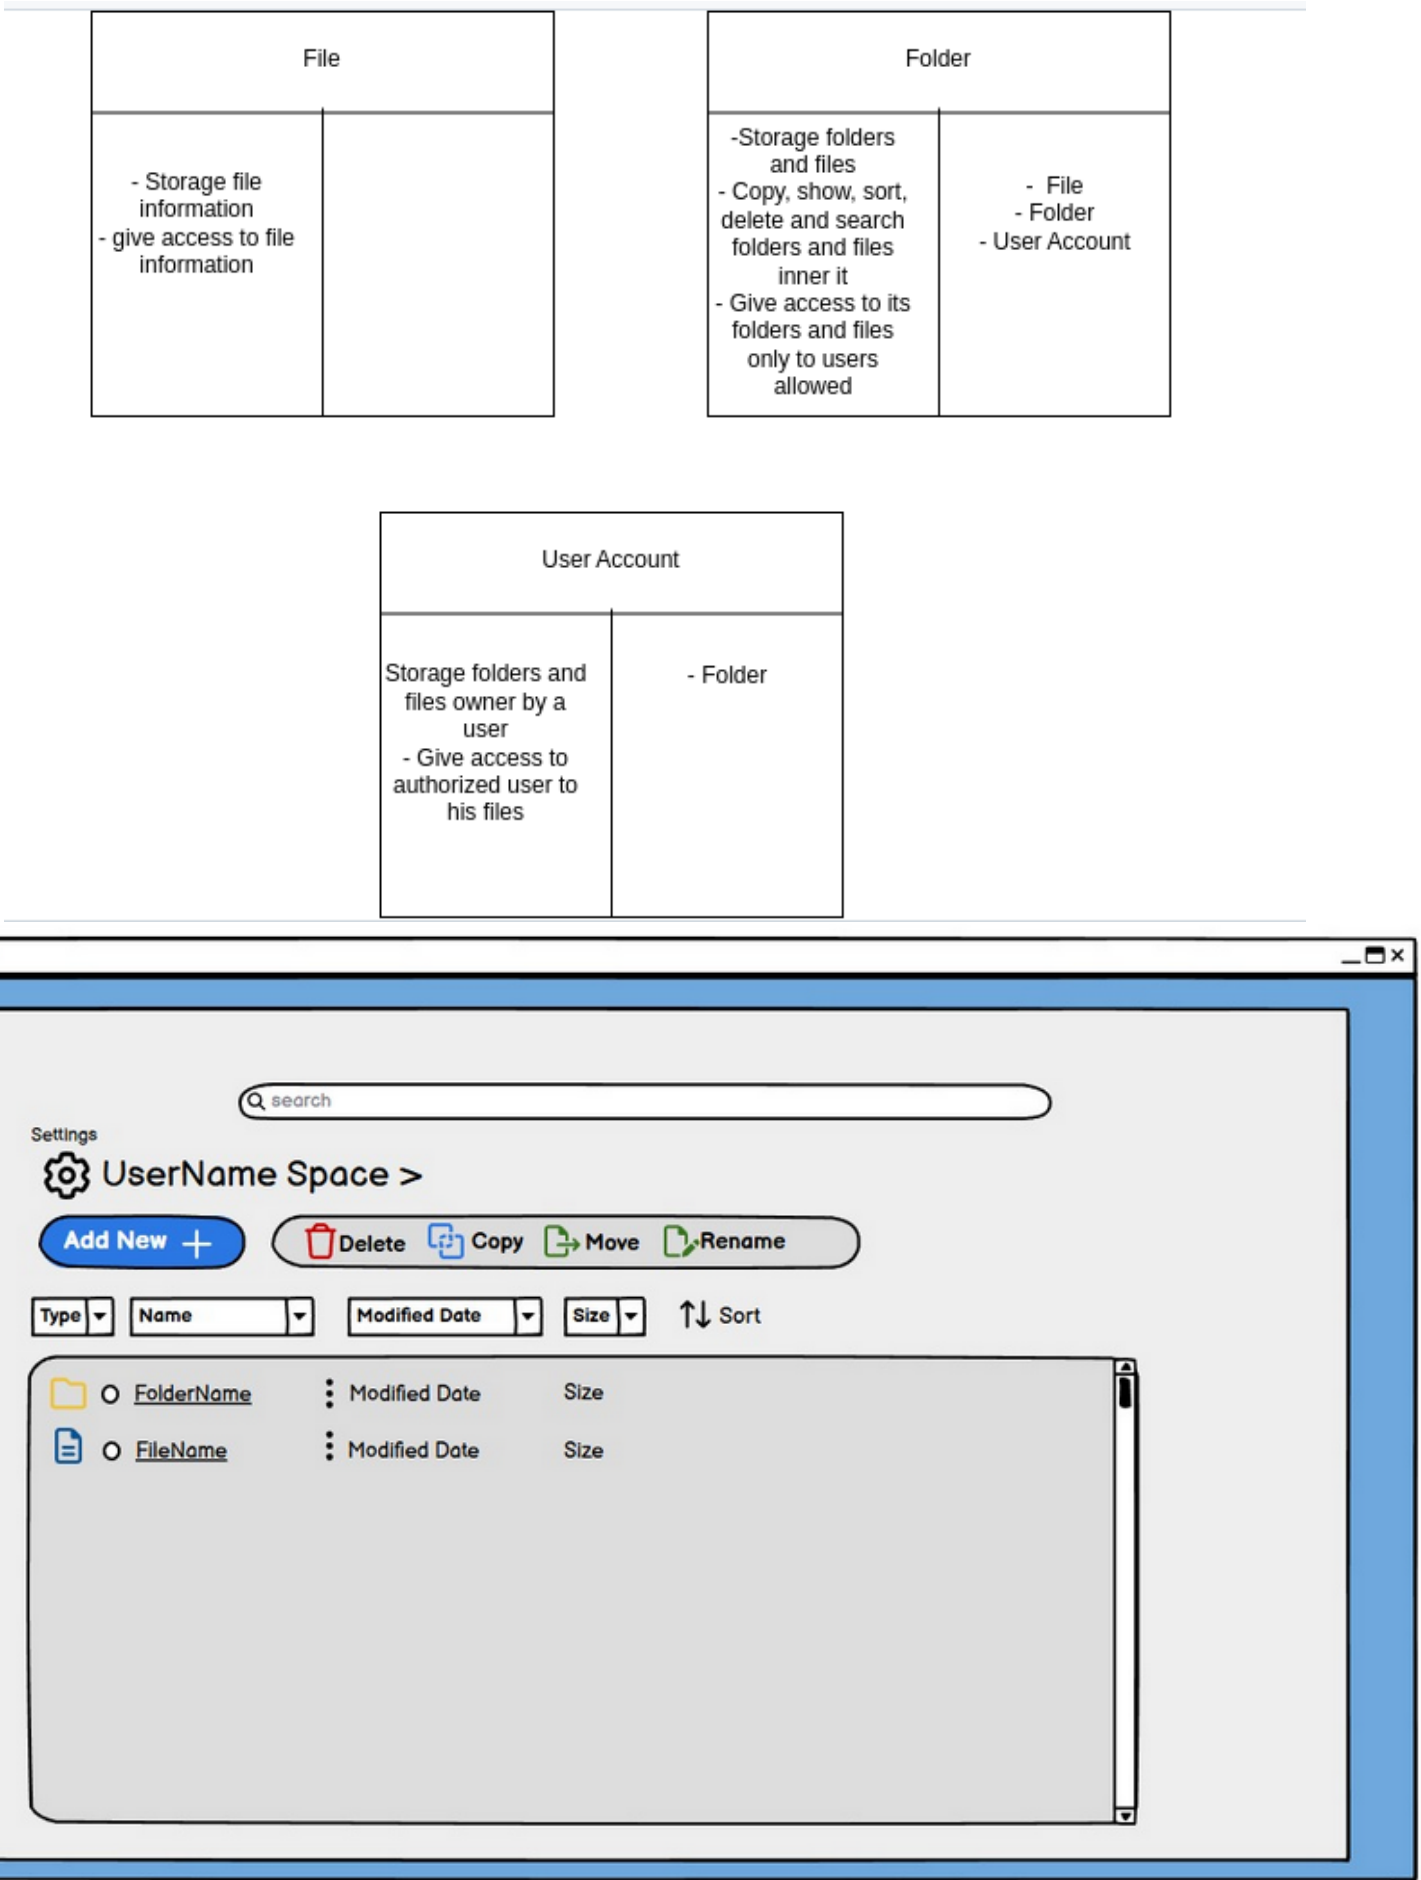 File
- Storage file
information
- give access to file
information
Folder
-Storage folders
and files
- Copy, show, sort,
delete and search
folders and files
inner it
- Give access to its
folders and files
only to users
allowed
- File
- Folder
- User Account
User Account
Storage folders and
files owner by a
user
- Give access to
authorized user to
his files
- Folder
search
Settings
UserName Space >
Add New
Delete Copy Move Rename
Type Name Modified Date Size Sort
FolderName Modified Date Size
FileName Modified Date Size